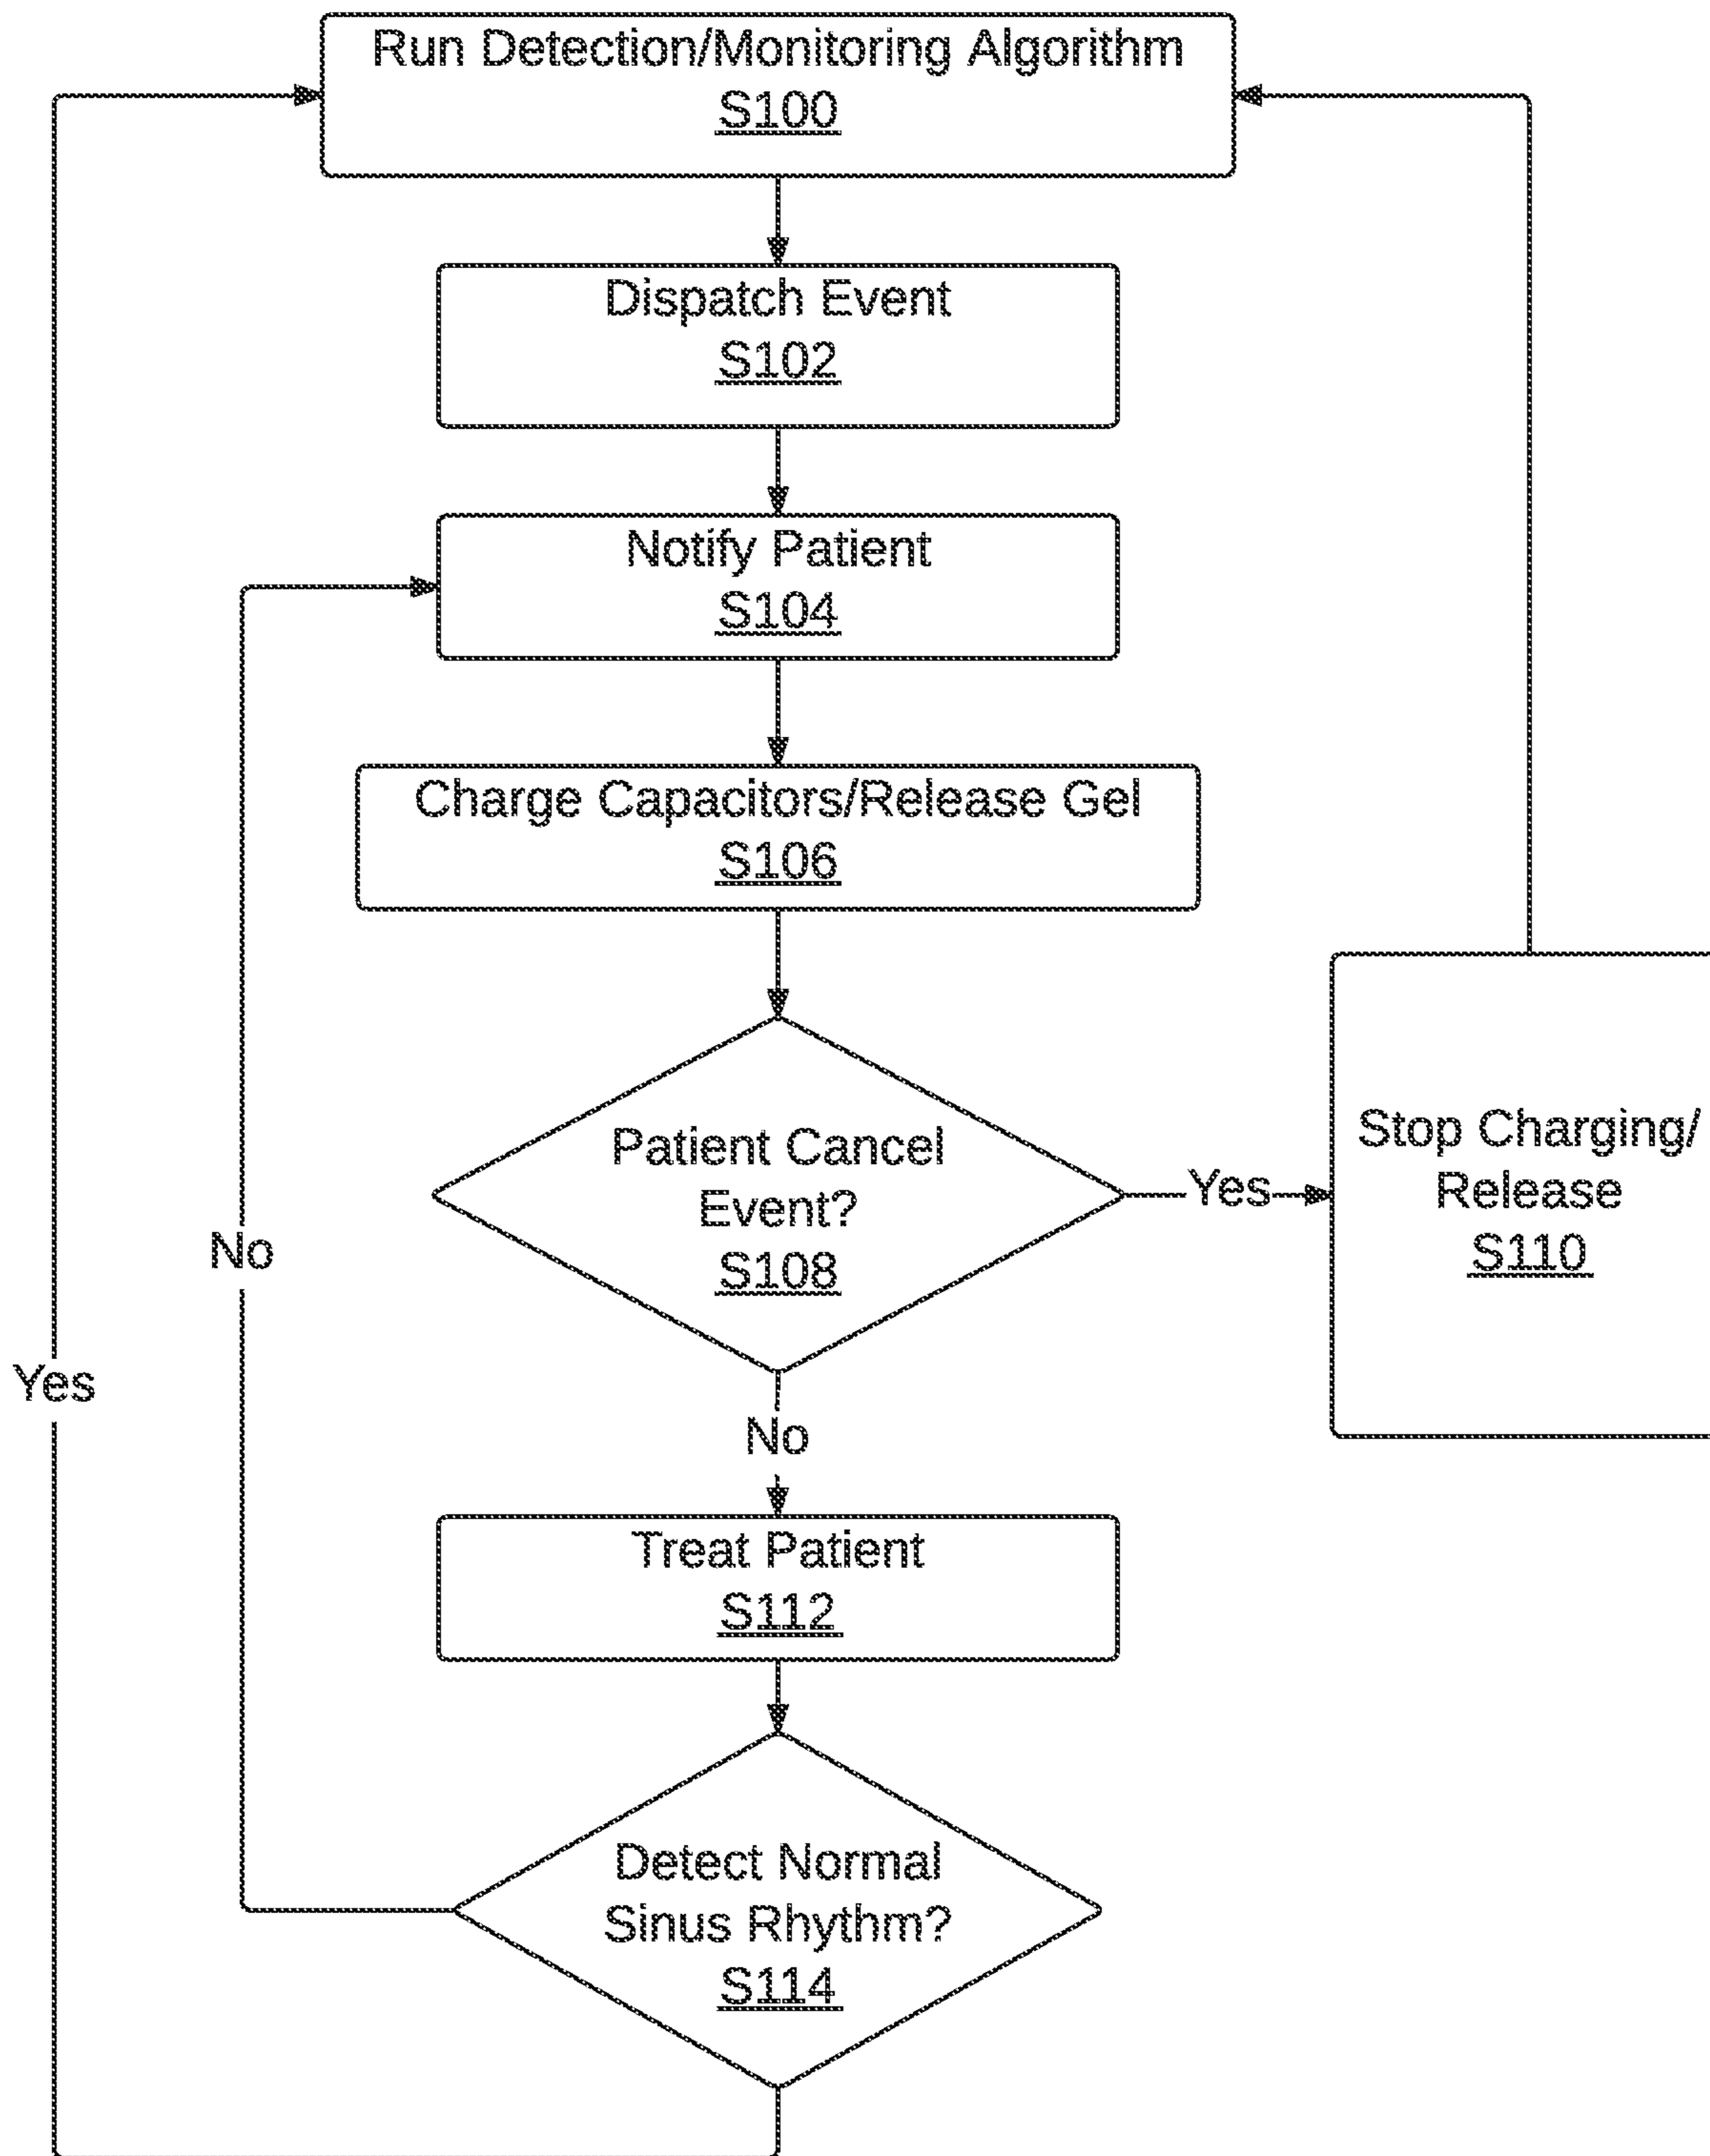 Run Detection/Monitoring Algorithm
S100
Dispatch Event
S102
Notify Patient
S104
Charge Capacitors/Release Gel
S106
Patient Cancel
Event?
S108
Yes
Stop Charging/
Release
S110
No
Yes
No
Treat Patient
S112
Detect Normal
Sinus Rhythm?
S114